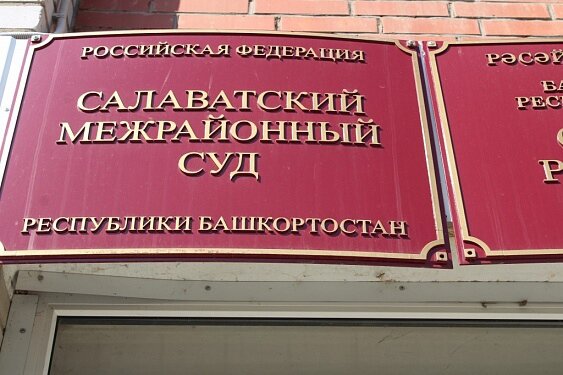 РОССИЙСКАЯ ФЕДЕРАЦИЯ
САЛАВАТСКИЙ
МЕЖРАЙОННЫЙ
СУД
РЕСПУБЛИКИ БАШКОРТОСТАН